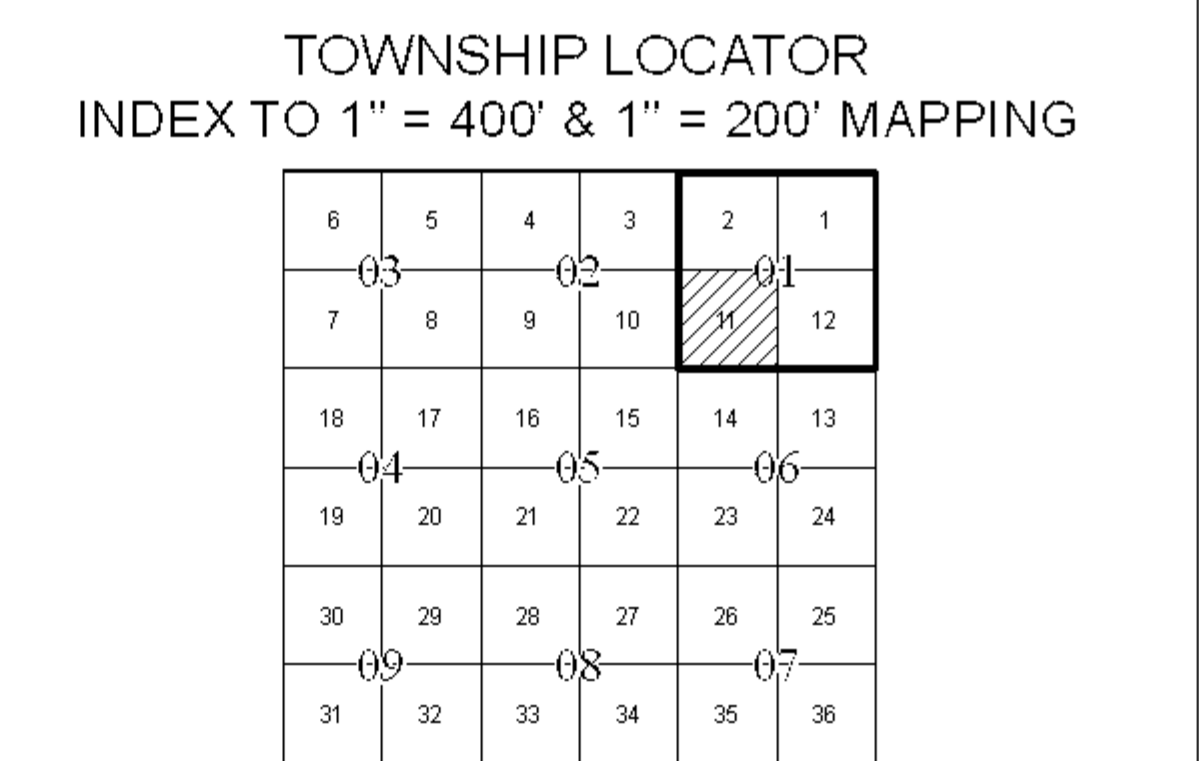 TOWNSHIP LOCATOR
INDEX TO 1" = 400' & 1" = 200' MAPPING
6 5 4 3 2 1
03 02 01
7 8 9 10 11 12
18 17 16 15 14 13
04 05 06
19 20 21 22 23 24
30 29 28 27 26 25
09 08 07
31 32 33 34 35 36